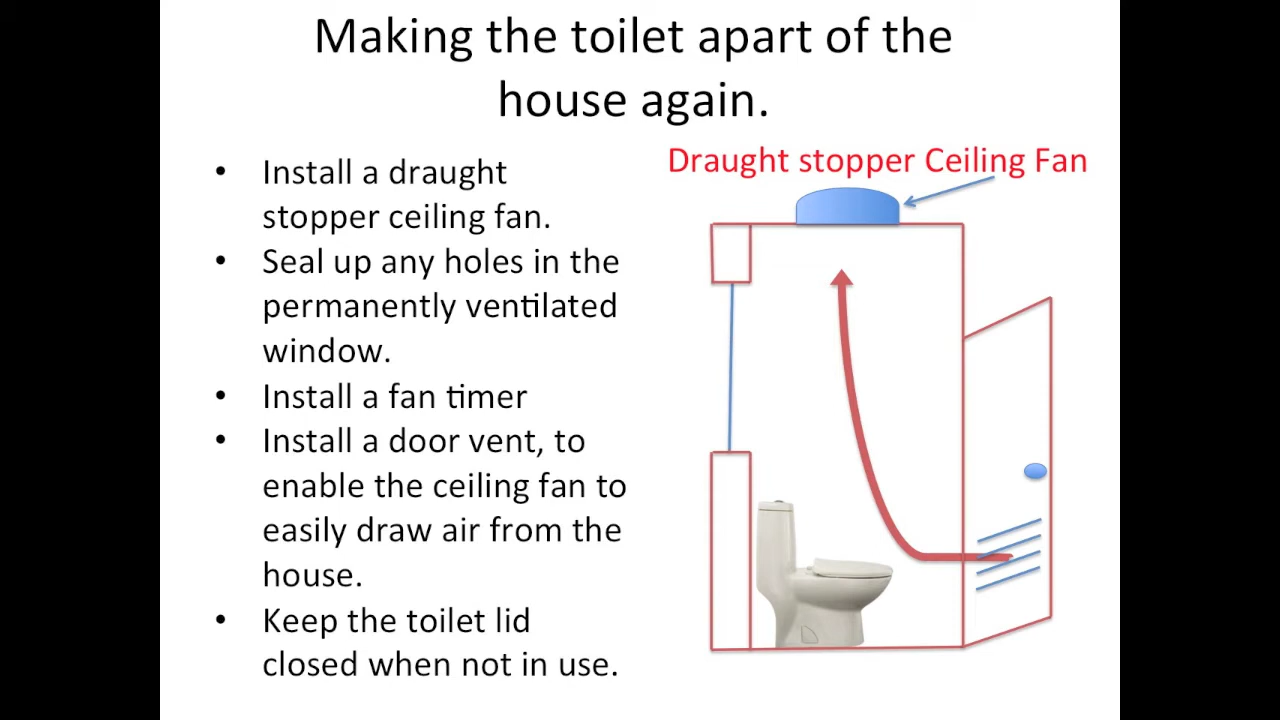 Making the toilet apart of the
house again.
• Install a draught
stopper ceiling fan.
• Seal up any holes in the
permanently ventilated
window.
• Install a fan timer
• Install a door vent, to
enable the ceiling fan to
easily draw air from the
house.
• Keep the toilet lid
closed when not in use.
Draught stopper Ceiling Fan